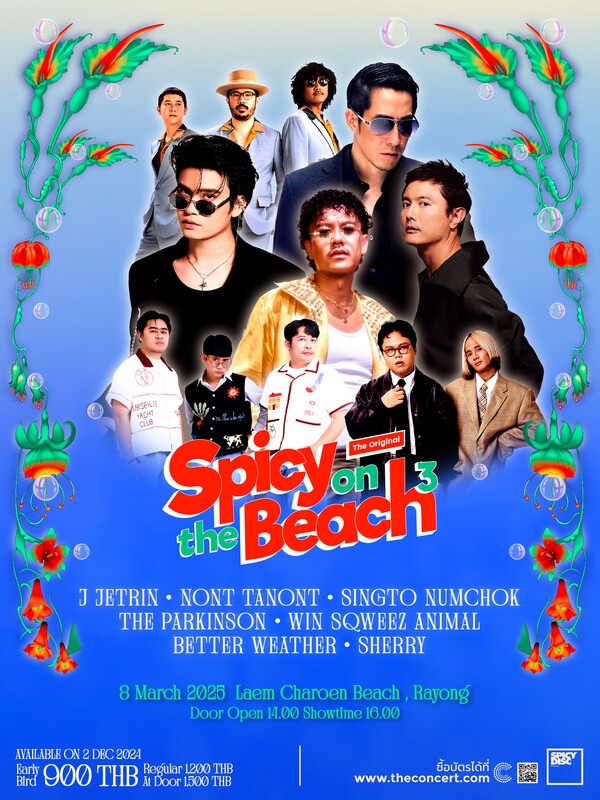 MARSEILLE
YACHT
CLUB
The Original
Spicy on 3
the Beach
J JETRIN • NONT TANONT • SINGTO NUMCHOK
THE PARKINSON • WIN SQWEEZ ANIMAL
BETTER WEATHER • SHERRY
8 March 2025 Laem Charoen Beach , Rayong
Door Open 14.00 Showtime 16.00
AVAILABLE ON 2 DEC 2024
Early Bird 900 THB
Regular 1,200 THB
At Door 1,500 THB
ซื้อบัตรได้ที่
www.theconcert.com
SPICY
DISC